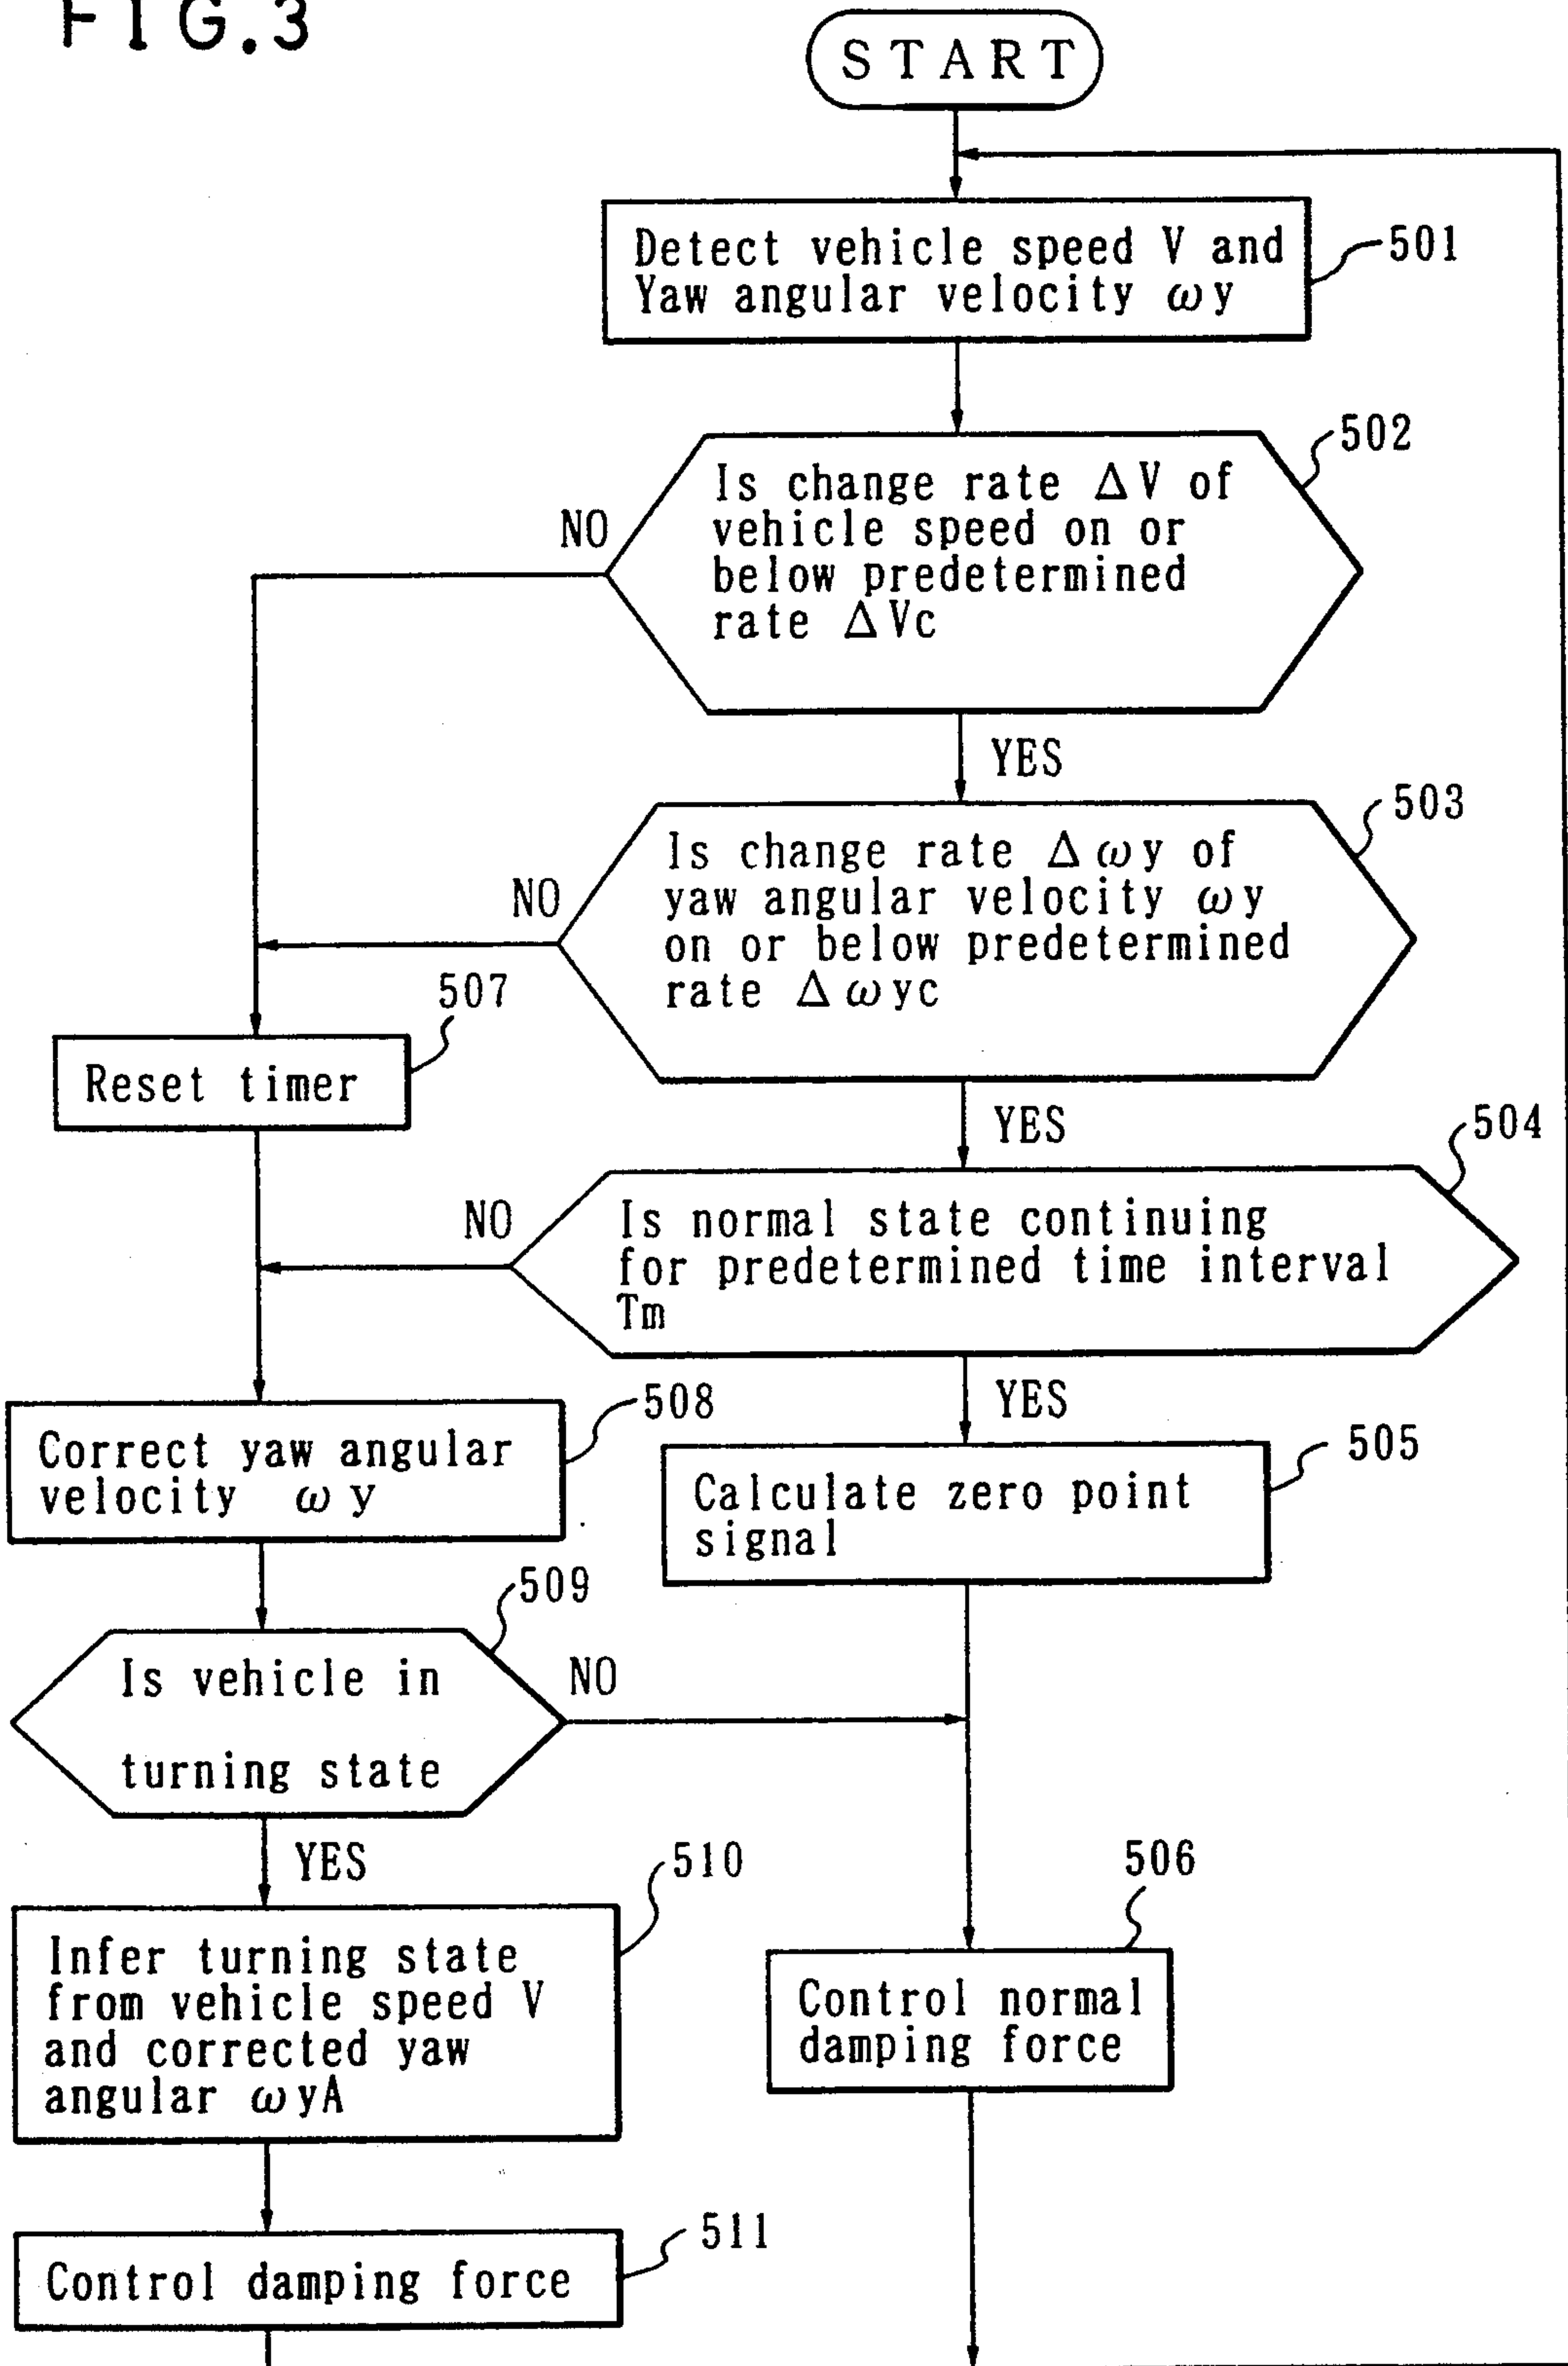 FIG.3
START
Detect vehicle speed V and
Yaw angular velocity ωy
501
502
Is change rate ΔV of
vehicle speed on or
below predetermined
rate ΔVc
NO
YES
503
Is change rate Δωy of
yaw angular velocity ωy
on or below predetermined
rate Δωyc
NO
507
Reset timer
YES
504
Is normal state continuing
for predetermined time interval
Tm
NO
YES
508
Correct yaw angular
velocity ωy
505
Calculate zero point
signal
509
Is vehicle in
turning state
NO
YES
510
Infer turning state
from vehicle speed V
and corrected yaw
angular ωyA
506
Control normal
damping force
511
Control damping force